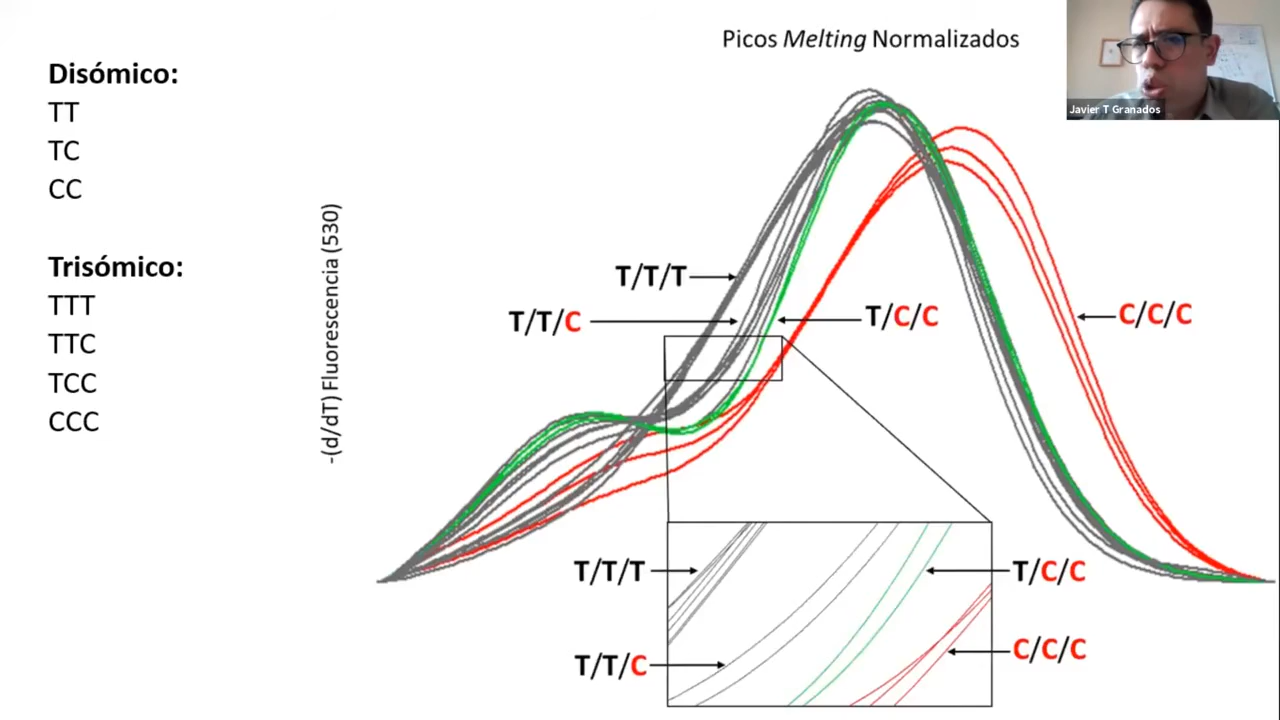 Picos Melting Normalizados
Javier T Granados
Disómico:
TT
TC
CC
Trisómico:
TTT
TTC
TCC
CCC
-(d/dT) Fluorescencia (530)
T/T/T
T/T/C
T/C/C
C/C/C
T/T/T
T/C/C
T/T/C
C/C/C